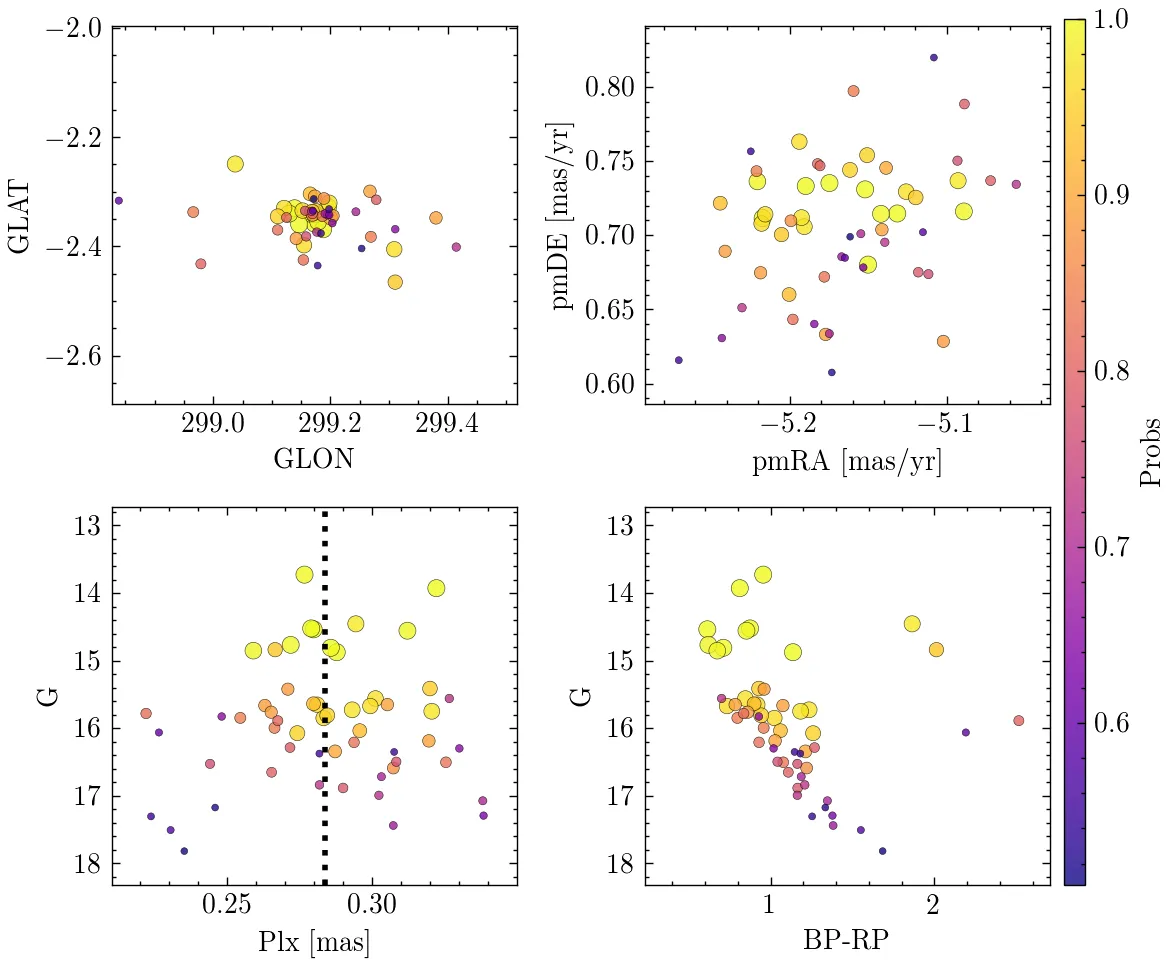 −2.0
−2.2
−2.4
−2.6
GLAT
299.0 299.2 299.4
GLON
0.80
0.75
0.70
0.65
0.60
pmDE [mas/yr]
−5.2 −5.1
pmRA [mas/yr]
13
14
15
16
17
18
G
0.25 0.30
Plx [mas]
13
14
15
16
17
18
G
1 2
BP-RP
1.0
0.9
0.8
0.7
0.6
Probs